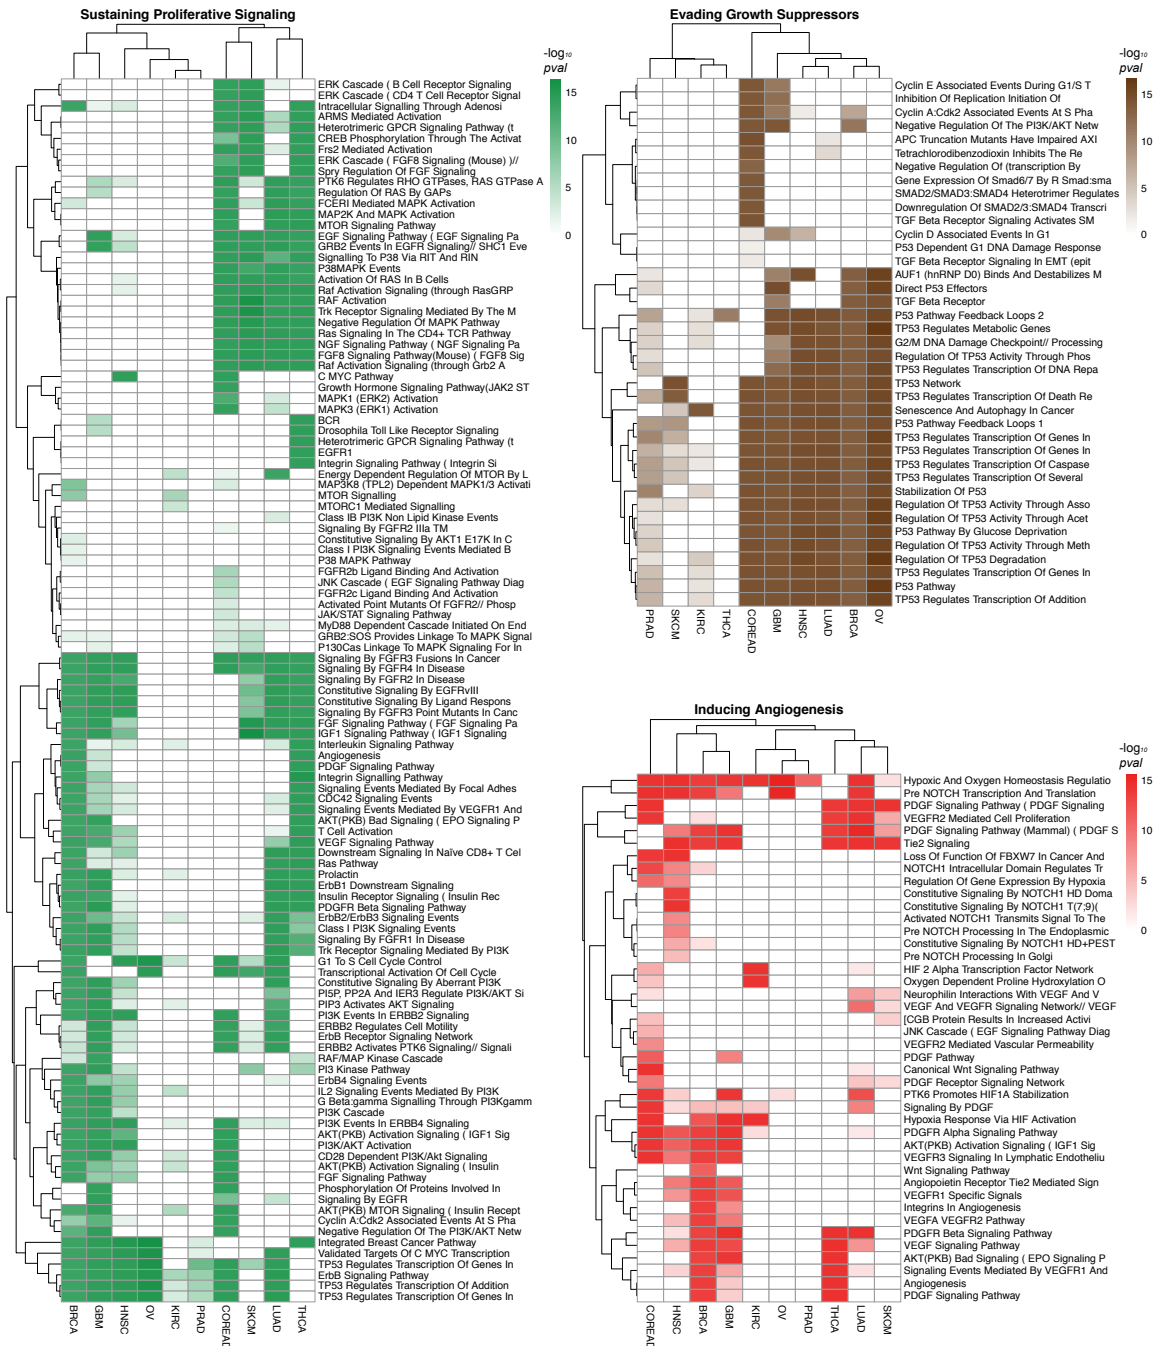 Sustaining Proliferative Signaling
-log₁₀
pval
15
10
5
0
ERK Cascade ( B Cell Receptor Signaling
ERK Cascade ( CD4 T Cell Receptor Signal
Intracellular Signalling Through Adenosi
ARMS Mediated Activation
Heterotrimeric GPCR Signaling Pathway (t
CREB Phosphorylation Through The Activat
Frs2 Mediated Activation
ERK Cascade ( FGF8 Signaling (Mouse) )//
Spry Regulation Of FGF Signaling
PTK6 Regulates RHO GTPases, RAS GTPase A
Regulation Of RAS By GAPs
FCERI Mediated MAPK Activation
MAP2K And MAPK Activation
MTOR Signaling Pathway
EGF Signaling Pathway ( EGF Signaling Pa
GRB2 Events In EGFR Signaling// SHC1 Eve
Signalling To P38 Via RIT And RIN
P38MAPK Events
Activation Of RAS In B Cells
Raf Activation Signaling (through RasGRP
RAF Activation
Trk Receptor Signaling Mediated By The M
Negative Regulation Of MAPK Pathway
Ras Signaling In The CD4+ TCR Pathway
NGF Signaling Pathway ( NGF Signaling Pa
FGF8 Signaling Pathway(Mouse) ( FGF8 Sig
Raf Activation Signaling (through Grb2 A
C MYC Pathway
Growth Hormone Signaling Pathway(JAK2 ST
MAPK1 (ERK2) Activation
MAPK3 (ERK1) Activation
BCR
Drosophila Toll Like Receptor Signaling
Heterotrimeric GPCR Signaling Pathway (t
EGFR1
Integrin Signaling Pathway ( Integrin Si
Energy Dependent Regulation Of MTOR By L
MAP3K8 (TPL2) Dependent MAPK1/3 Activati
MTOR Signalling
MTORC1 Mediated Signalling
Class IB PI3K Non Lipid Kinase Events
Signaling By FGFR2 IIIa TM
Constitutive Signaling By AKT1 E17K In C
Class I PI3K Signaling Events Mediated B
P38 MAPK Pathway
FGFR2b Ligand Binding And Activation
JNK Cascade ( EGF Signaling Pathway Diag
FGFR2c Ligand Binding And Activation
Activated Point Mutants Of FGFR2// Phosp
JAK/STAT Signaling Pathway
MyD88 Dependent Cascade Initiated On End
GRB2:SOS Provides Linkage To MAPK Signal
P130Cas Linkage To MAPK Signaling For In
Signaling By FGFR3 Fusions In Cancer
Signaling By FGFR4 In Disease
Signaling By FGFR2 In Disease
Constitutive Signaling By EGFRvIII
Constitutive Signaling By Ligand Respons
Signaling By FGFR3 Point Mutants In Canc
FGF Signaling Pathway ( FGF Signaling Pa
IGF1 Signaling Pathway ( IGF1 Signaling
Interleukin Signaling Pathway
Angiogenesis
PDGF Signaling Pathway
Integrin Signalling Pathway
Signaling Events Mediated By Focal Adhes
CDC42 Signaling Events
Signaling Events Mediated By VEGFR1 And
AKT(PKB) Bad Signaling ( EPO Signaling P
T Cell Activation
VEGF Signaling Pathway
Downstream Signaling In Naïve CD8+ T Cel
Ras Pathway
Prolactin
ErbB1 Downstream Signaling
Insulin Receptor Signaling ( Insulin Rec
PDGFR Beta Signaling Pathway
ErbB2/ErbB3 Signaling Events
Class I PI3K Signaling Events
Signaling By FGFR1 In Disease
Trk Receptor Signaling Mediated By PI3K
G1 To S Cell Cycle Control
Transcriptional Activation Of Cell Cycle
Constitutive Signaling By Aberrant PI3K
PI5P, PP2A And IER3 Regulate PI3K/AKT Si
PIP3 Activates AKT Signaling
PI3K Events In ERBB2 Signaling
ERBB2 Regulates Cell Motility
ErbB Receptor Signaling Network
ERBB2 Activates PTK6 Signaling// Signali
RAF/MAP Kinase Cascade
PI3 Kinase Pathway
ErbB4 Signaling Events
IL2 Signaling Events Mediated By PI3K
G Beta:gamma Signalling Through PI3Kgamm
PI3K Cascade
PI3K Events In ERBB4 Signaling
AKT(PKB) Activation Signaling ( IGF1 Sig
PI3K/AKT Activation
CD28 Dependent PI3K/Akt Signaling
AKT(PKB) Activation Signaling ( Insulin
FGF Signaling Pathway
Phosphorylation Of Proteins Involved In
Signaling By EGFR
AKT(PKB) MTOR Signaling ( Insulin Recept
Cyclin A:Cdk2 Associated Events At S Pha
Negative Regulation Of The PI3K/AKT Netw
Integrated Breast Cancer Pathway
Validated Targets Of C MYC Transcription
TP53 Regulates Transcription Of Genes In
ErbB Signaling Pathway
TP53 Regulates Transcription Of Addition
TP53 Regulates Transcription Of Genes In
BRCA
GBM
HNSC
OV
KIRC
PRAD
COREAD
SKCM
LUAD
THCA
Evading Growth Suppressors
-log₁₀
pval
15
10
5
0
Cyclin E Associated Events During G1/S T
Inhibition Of Replication Initiation Of
Cyclin A:Cdk2 Associated Events At S Pha
Negative Regulation Of The PI3K/AKT Netw
APC Truncation Mutants Have Impaired AXI
Tetrachlorodibenzodioxin Inhibits The Re
Negative Regulation Of (transcription By
Gene Expression Of Smad6/7 By R Smad:sma
SMAD2/SMAD3:SMAD4 Heterotrimer Regulates
Downregulation Of SMAD2/3:SMAD4 Transcri
TGF Beta Receptor Signaling Activates SM
Cyclin D Associated Events In G1
P53 Dependent G1 DNA Damage Response
TGF Beta Receptor Signaling In EMT (epit
AUF1 (hnRNP D0) Binds And Destabilizes M
Direct P53 Effectors
TGF Beta Receptor
P53 Pathway Feedback Loops 2
TP53 Regulates Metabolic Genes
G2/M DNA Damage Checkpoint// Processing
Regulation Of TP53 Activity Through Phos
TP53 Regulates Transcription Of DNA Repa
TP53 Network
TP53 Regulates Transcription Of Death Re
Senescence And Autophagy In Cancer
P53 Pathway Feedback Loops 1
TP53 Regulates Transcription Of Genes In
TP53 Regulates Transcription Of Genes In
TP53 Regulates Transcription Of Caspase
TP53 Regulates Transcription Of Several
Stabilization Of P53
Regulation Of TP53 Activity Through Asso
Regulation Of TP53 Activity Through Acet
P53 Pathway By Glucose Deprivation
Regulation Of TP53 Activity Through Meth
Regulation Of TP53 Degradation
TP53 Regulates Transcription Of Genes In
P53 Pathway
TP53 Regulates Transcription Of Addition
PRAD
SKCM
KIRC
THCA
COREAD
GBM
HNSC
LUAD
BRCA
OV
Inducing Angiogenesis
-log₁₀
pval
15
10
5
0
Hypoxic And Oxygen Homeostasis Regulatio
Pre NOTCH Transcription And Translation
PDGF Signaling Pathway ( PDGF Signaling
VEGFR2 Mediated Cell Proliferation
PDGF Signaling Pathway (Mammal) ( PDGF S
Tie2 Signaling
Loss Of Function Of FBXW7 In Cancer And
NOTCH1 Intracellular Domain Regulates Tr
Regulation Of Gene Expression By Hypoxia
Constitutive Signaling By NOTCH1 HD Doma
Constitutive Signaling By NOTCH1 T(7;9)(
Activated NOTCH1 Transmits Signal To The
Pre NOTCH Processing In The Endoplasmic
Constitutive Signaling By NOTCH1 HD+PEST
Pre NOTCH Processing In Golgi
HIF 2 Alpha Transcription Factor Network
Oxygen Dependent Proline Hydroxylation O
Neurophilin Interactions With VEGF And V
VEGF And VEGFR Signaling Network// VEGF
[CGB Protein Results In Increased Activi
JNK Cascade ( EGF Signaling Pathway Diag
VEGFR2 Mediated Vascular Permeability
PDGF Pathway
Canonical Wnt Signaling Pathway
PDGF Receptor Signaling Network
PTK6 Promotes HIF1A Stabilization
Signaling By PDGF
Hypoxia Response Via HIF Activation
PDGFR Alpha Signaling Pathway
AKT(PKB) Activation Signaling ( IGF1 Sig
VEGFR3 Signaling In Lymphatic Endotheliu
Wnt Signaling Pathway
Angiopoietin Receptor Tie2 Mediated Sign
VEGFR1 Specific Signals
Integrins In Angiogenesis
VEGFA VEGFR2 Pathway
PDGFR Beta Signaling Pathway
VEGF Signaling Pathway
AKT(PKB) Bad Signaling ( EPO Signaling P
Signaling Events Mediated By VEGFR1 And
Angiogenesis
PDGF Signaling Pathway
COREAD
HNSC
BRCA
GBM
KIRC
OV
PRAD
THCA
LUAD
SKCM